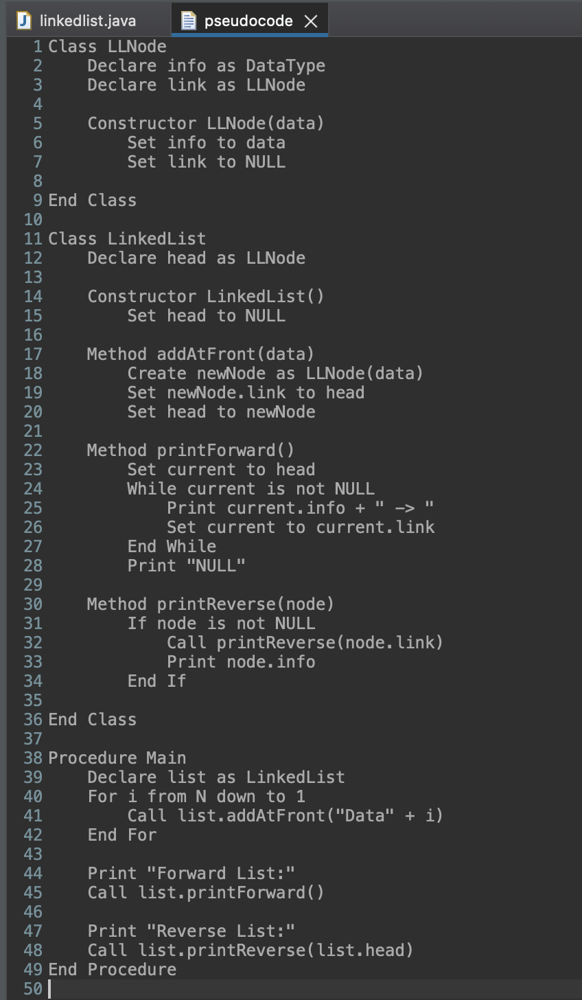 linkedlist.java pseudocode
1 Class LLNode
2     Declare info as DataType
3     Declare link as LLNode
4
5     Constructor LLNode(data)
6         Set info to data
7         Set link to NULL
8
9 End Class
10
11 Class LinkedList
12     Declare head as LLNode
13
14     Constructor LinkedList()
15         Set head to NULL
16
17     Method addAtFront(data)
18         Create newNode as LLNode(data)
19         Set newNode.link to head
20         Set head to newNode
21
22     Method printForward()
23         Set current to head
24         While current is not NULL
25             Print current.info + " -> "
26             Set current to current.link
27         End While
28         Print "NULL"
29
30     Method printReverse(node)
31         If node is not NULL
32             Call printReverse(node.link)
33             Print node.info
34         End If
35
36 End Class
37
38 Procedure Main
39     Declare list as LinkedList
40     For i from N down to 1
41         Call list.addAtFront("Data" + i)
42     End For
43
44     Print "Forward List:"
45     Call list.printForward()
46
47     Print "Reverse List:"
48     Call list.printReverse(list.head)
49 End Procedure
50